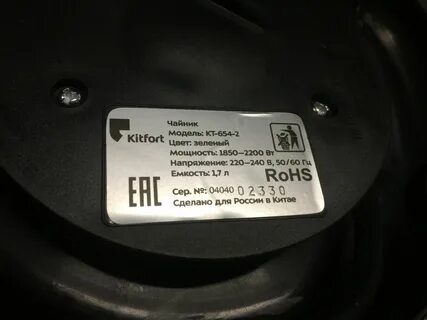 Kitfort
Чайник
Модель: КТ-654-2
Цвет: зеленый
Мощность: 1850–2200 Вт
Напряжение: 220–240 В, 50/60 Гц
Емкость: 1,7 л
RoHS
EAC
Сер. №: 04040 02330
Сделано для России в Китае